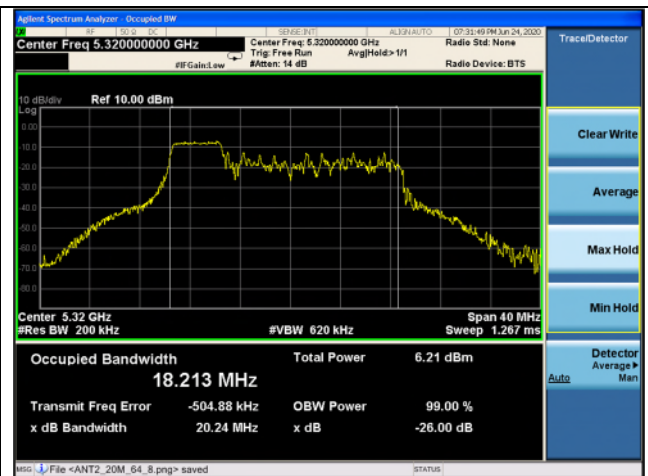 Agilent Spectrum Analyzer - Occupied BW
RF 50 Ω DC SENSE:INT ALIGN AUTO 07:31:49 PM Jun 24, 2020
Center Freq 5.320000000 GHz Center Freq: 5.320000000 GHz Radio Std: None Trace/Detector
Trig: Free Run Avg|Hold:>1/1
#IFGain:Low #Atten: 14 dB Radio Device: BTS
10 dB/div Ref 10.00 dBm
Log
0.00
-10.0
-20.0
-30.0
-40.0
-50.0
-60.0
-70.0
-80.0
Clear Write
Average
Max Hold
Min Hold
Center 5.32 GHz Span 40 MHz
#Res BW 200 kHz #VBW 620 kHz Sweep 1.267 ms
Occupied Bandwidth Total Power 6.21 dBm
18.213 MHz
Transmit Freq Error -504.88 kHz OBW Power 99.00 %
x dB Bandwidth 20.24 MHz x dB -26.00 dB
Detector
Average
Auto Man
MSG File <ANT2_20M_64_8.png> saved STATUS